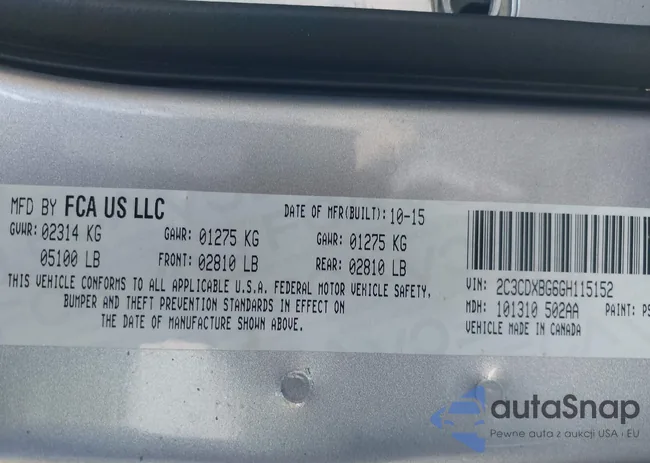 MFD BY FCA US LLC DATE OF MFR(BUILT): 10-15
GVWR: 02314 KG GAWR: 01275 KG GAWR: 01275 KG
05100 LB FRONT: 02810 LB REAR: 02810 LB
THIS VEHICLE CONFORMS TO ALL APPLICABLE U.S.A. FEDERAL MOTOR VEHICLE SAFETY,
BUMPER AND THEFT PREVENTION STANDARDS IN EFFECT ON
THE DATE OF MANUFACTURE SHOWN ABOVE.
VIN: 2C3CDXBG6GH115152
MDH: 101310 502AA PAINT: PS
VEHICLE MADE IN CANADA
autaSnap
Pewne auta z aukcji USA i EU